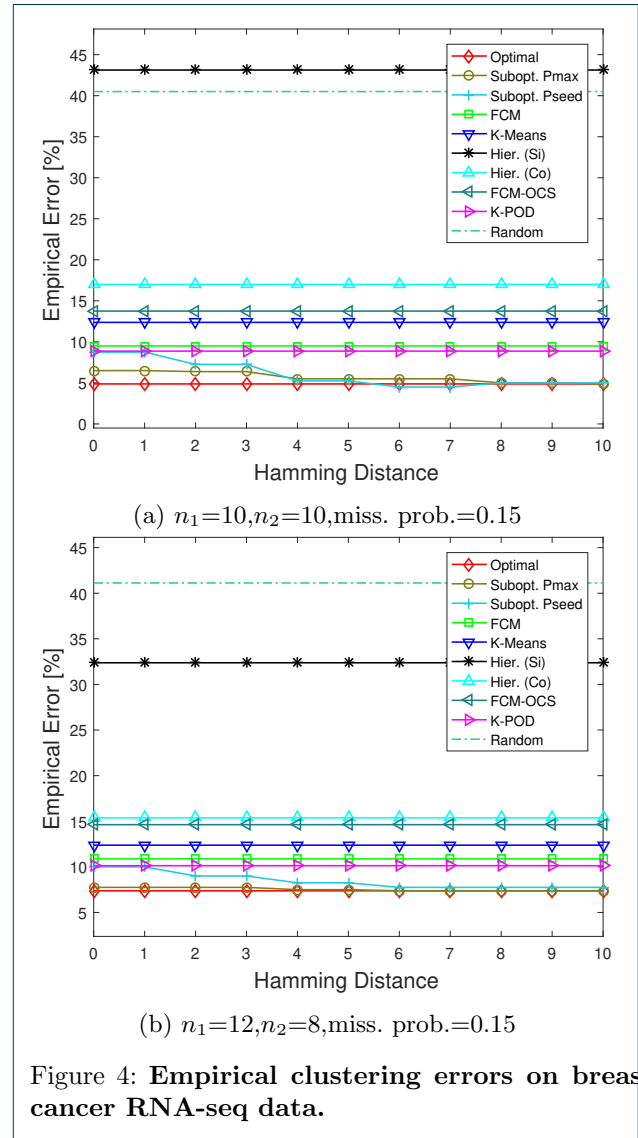 45
40
35
30
25
20
15
10
5
0
Empirical Error [%]
Optimal
Subopt. Pmax
Subopt. Pseed
FCM
K-Means
Hier. (Si)
Hier. (Co)
FCM-OCS
K-POD
Random
0 1 2 3 4 5 6 7 8 9 10
Hamming Distance
(a) n₁=10,n₂=10,miss. prob.=0.15
45
40
35
30
25
20
15
10
5
Empirical Error [%]
Optimal
Subopt. Pmax
Subopt. Pseed
FCM
K-Means
Hier. (Si)
Hier. (Co)
FCM-OCS
K-POD
Random
0 1 2 3 4 5 6 7 8 9 10
Hamming Distance
(b) n₁=12,n₂=8,miss. prob.=0.15
Figure 4: Empirical clustering errors on breas
cancer RNA-seq data.